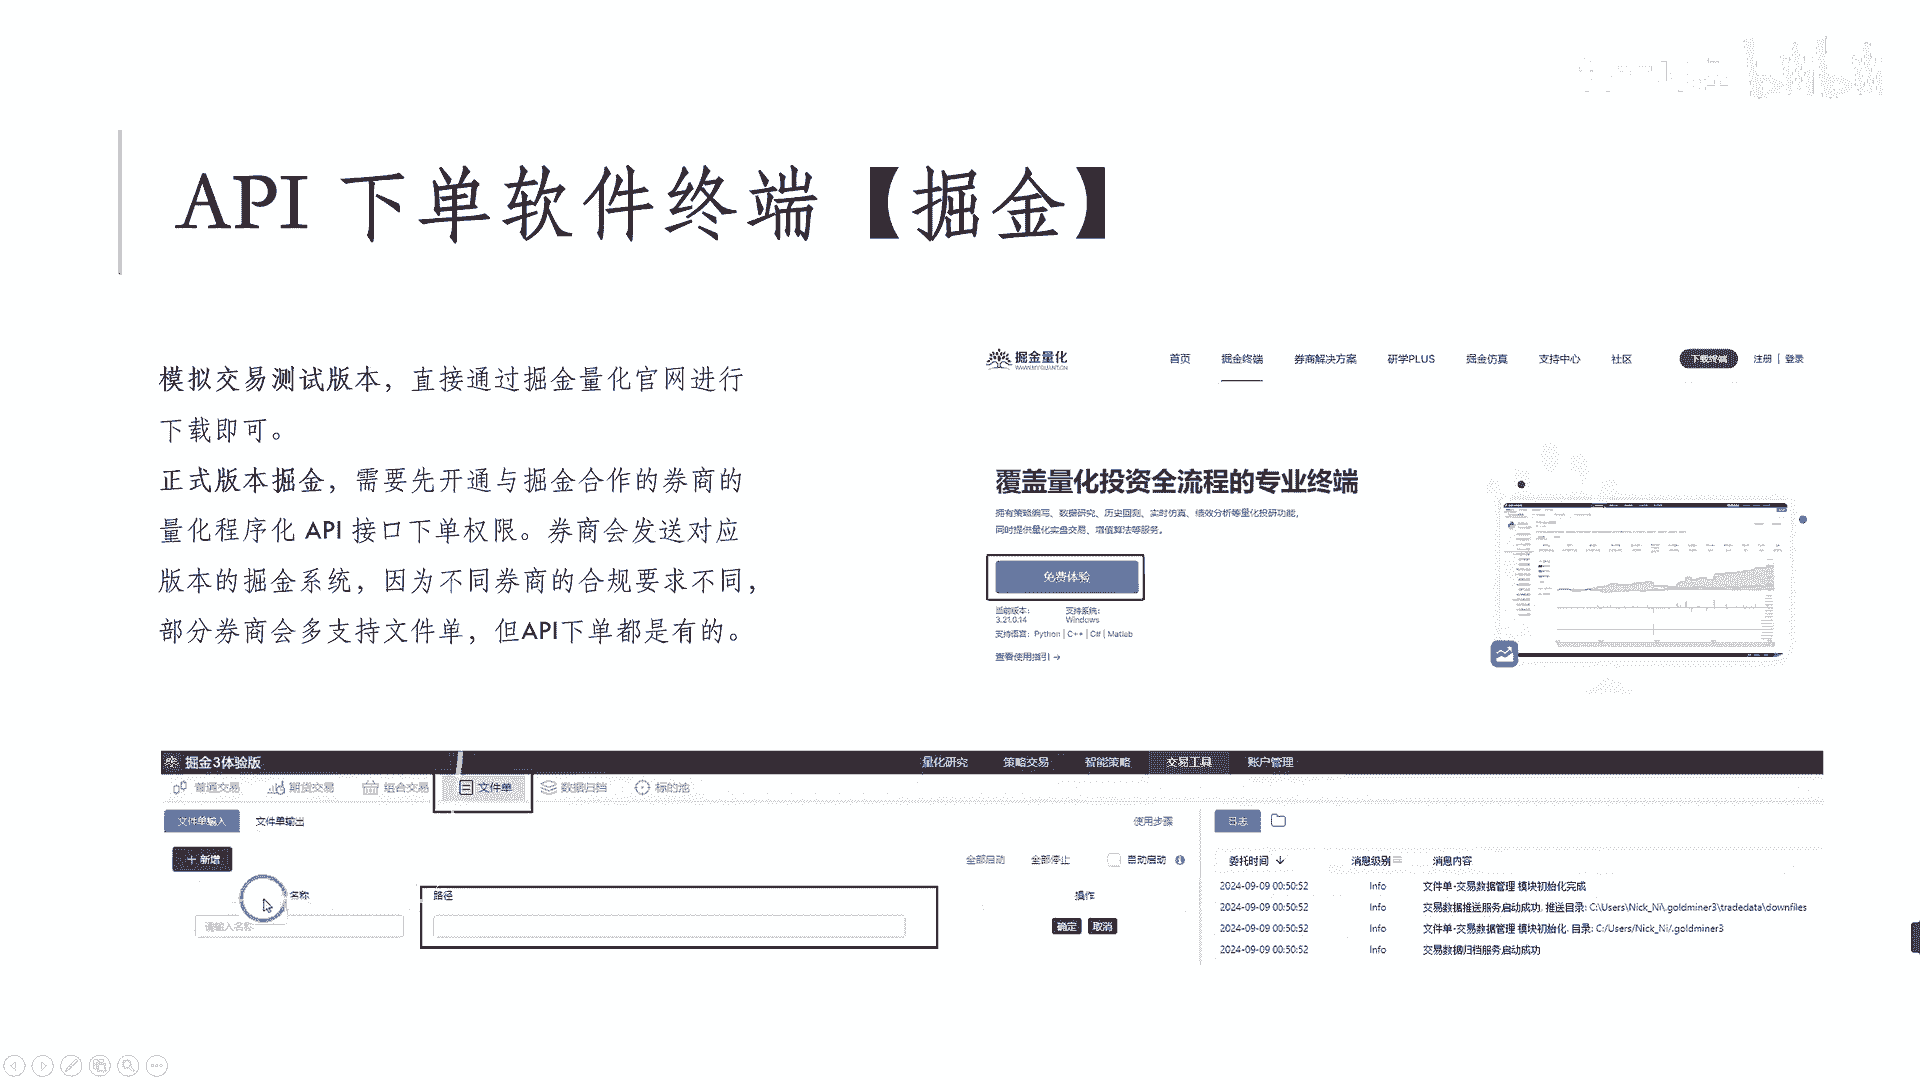 API 下单软件终端【掘金】
模拟交易测试版本，直接通过掘金量化官网进行
下载即可。
正式版本掘金，需要先开通与掘金合作的券商的
量化程序化 API 接口下单权限。券商会发送对应
版本的掘金系统，因为不同券商的合规要求不同，
部分券商会多支持文件单，但API下单都是有的。
掘金量化
WWW.MYQUANT.CN
首页 掘金终端 券商解决方案 研学PLUS 掘金仿真 支持中心 社区 下载终端 注册 | 登录
覆盖量化投资全流程的专业终端
拥有策略编写、数据研究、历史回测、实时仿真、绩效分析等量化投研功能，
同时提供量化实盘交易、增值算法等服务。
免费体验
当前版本： 支持系统：
3.21.0.14 Windows
支持语言：Python | C++ | C# | Matlab
查看使用指引 →
掘金3体验版 量化研究 策略交易 智能策略 交易工具 账户管理
普通交易 期货交易 组合交易 文件单 数据归档 标的池
文件单输入 文件单输出 使用步骤 日志
+ 新增 全部启动 全部停止 自动启动
委托时间 ↓ 消息级别 消息内容
名称 路径 操作
请输入名称 确定 取消
2024-09-09 00:50:52 Info 文件单-交易数据管理 模块初始化完成
2024-09-09 00:50:52 Info 交易数据推送服务启动成功, 推送目录: C:\Users\Nick_Ni\.goldminer3\tradedata\downfiles
2024-09-09 00:50:52 Info 文件单-交易数据管理 模块初始化, 目录: C:/Users/Nick_Ni/.goldminer3
2024-09-09 00:50:52 Info 交易数据归档服务启动成功
bilibili